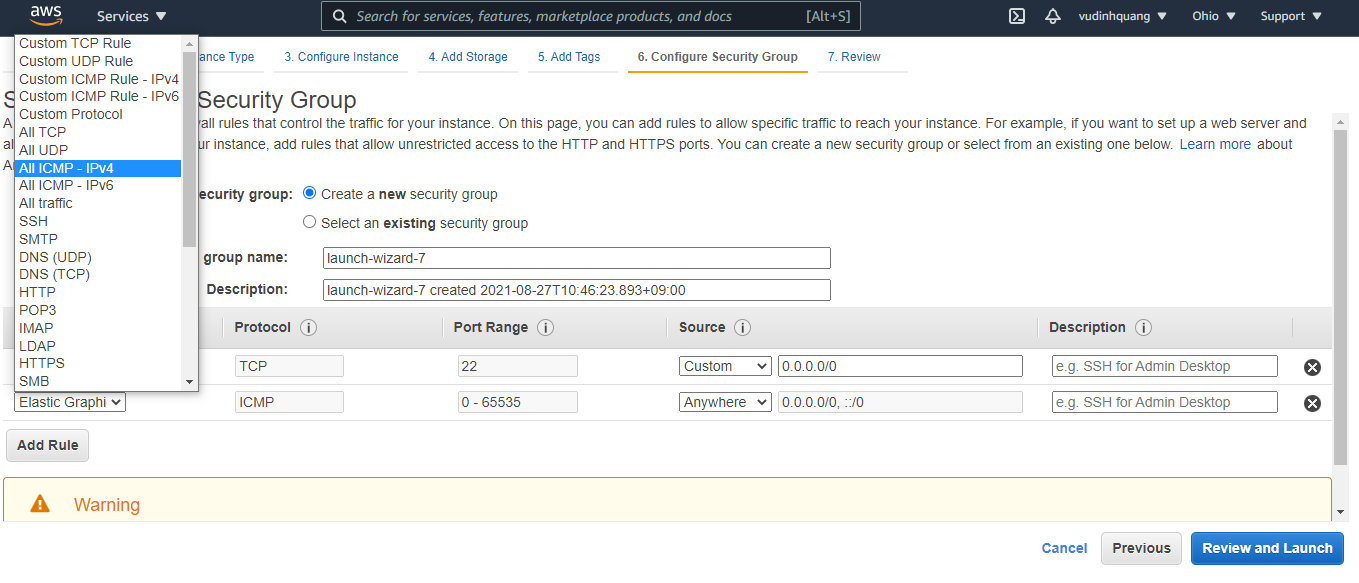 aws
Services
Search for services, features, marketplace products, and docs
[Alt+S]
vudinhquang
Ohio
Support
Custom TCP Rule
Custom UDP Rule
Custom ICMP Rule - IPv4
Custom ICMP Rule - IPv6
Custom Protocol
All TCP
All UDP
All ICMP - IPv4
All ICMP - IPv6
All traffic
SSH
SMTP
DNS (UDP)
DNS (TCP)
HTTP
POP3
IMAP
LDAP
HTTPS
SMB
ance Type
3. Configure Instance
4. Add Storage
5. Add Tags
6. Configure Security Group
7. Review
Security Group
all rules that control the traffic for your instance. On this page, you can add rules to allow specific traffic to reach your instance. For example, if you want to set up a web server and
ur instance, add rules that allow unrestricted access to the HTTP and HTTPS ports. You can create a new security group or select from an existing one below. Learn more about
ecurity group:
Create a new security group
Select an existing security group
group name:
launch-wizard-7
Description:
launch-wizard-7 created 2021-08-27T10:46:23.893+09:00
Protocol
Port Range
Source
Description
TCP
22
Custom
0.0.0.0/0
e.g. SSH for Admin Desktop
Elastic Graphi
ICMP
0 - 65535
Anywhere
0.0.0.0/0, ::/0
e.g. SSH for Admin Desktop
Add Rule
Warning
Cancel
Previous
Review and Launch